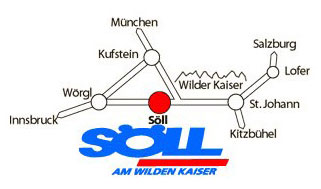 München
Kufstein
Salzburg
Lofer
Wilder Kaiser
Wörgl
St. Johann
Innsbruck
Söll
Kitzbühel
SÖLL
AM WILDEN KAISER